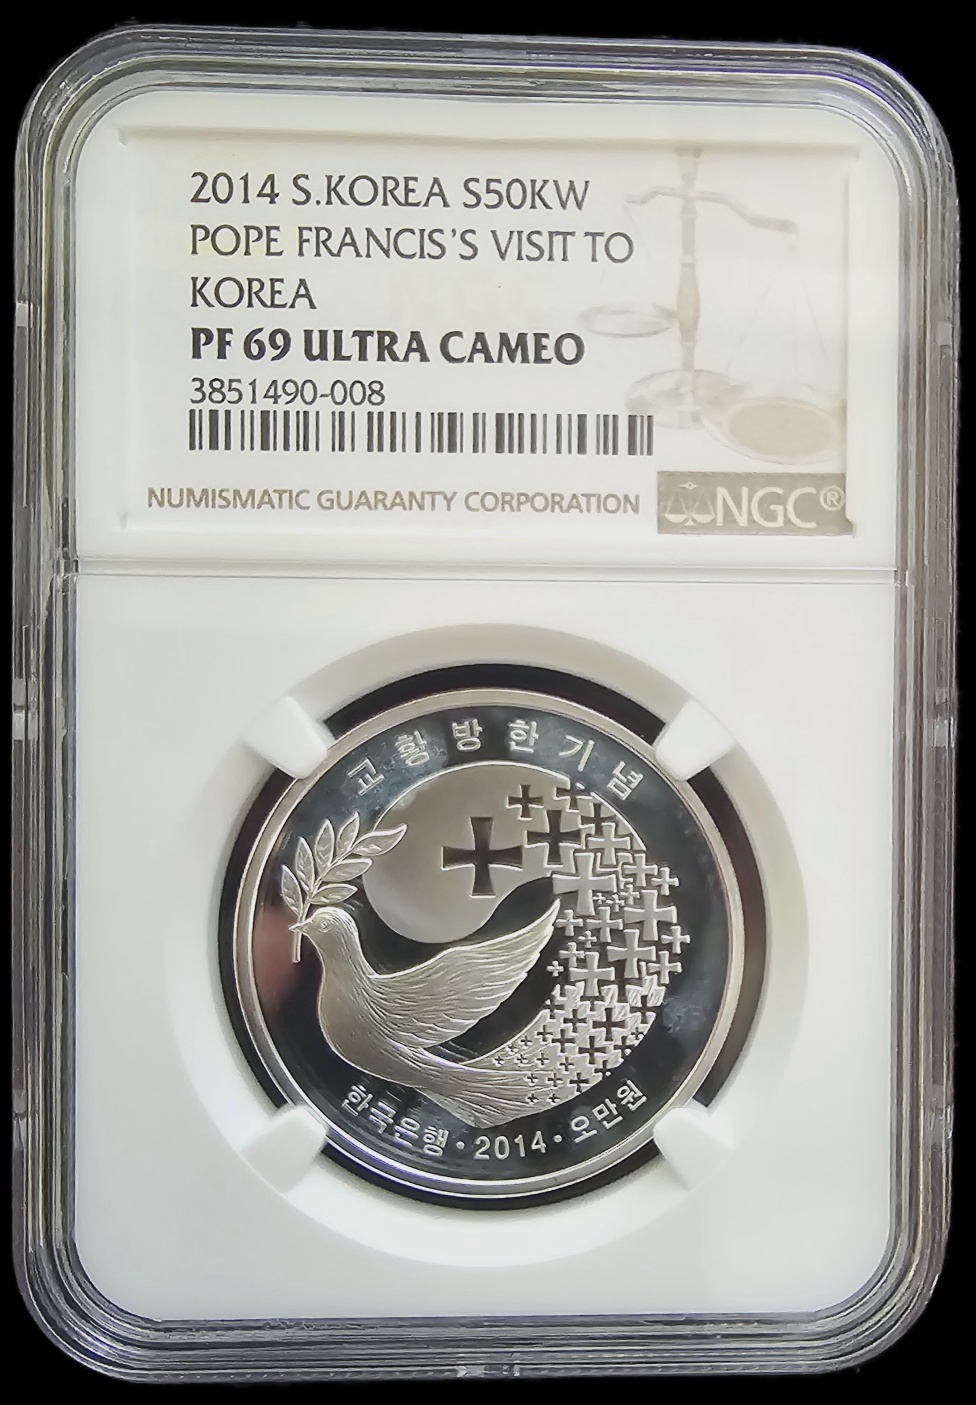 2014 S.KOREA S50KW
POPE FRANCIS'S VISIT TO
KOREA
PF 69 ULTRA CAMEO
3851490-008
NUMISMATIC GUARANTY CORPORATION
NGC®
교황방한기념
한국은행 · 2014 · 오만원